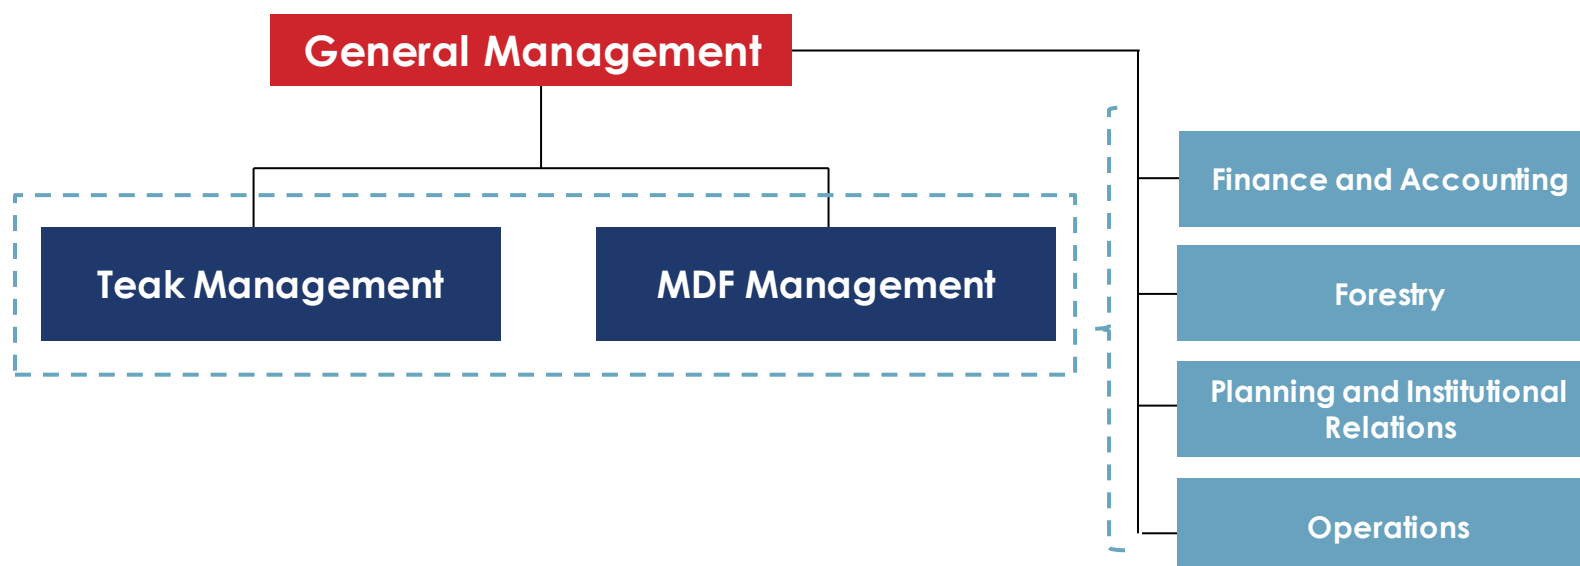 General Management
Teak Management
MDF Management
Finance and Accounting
Forestry
Planning and Institutional
Relations
Operations